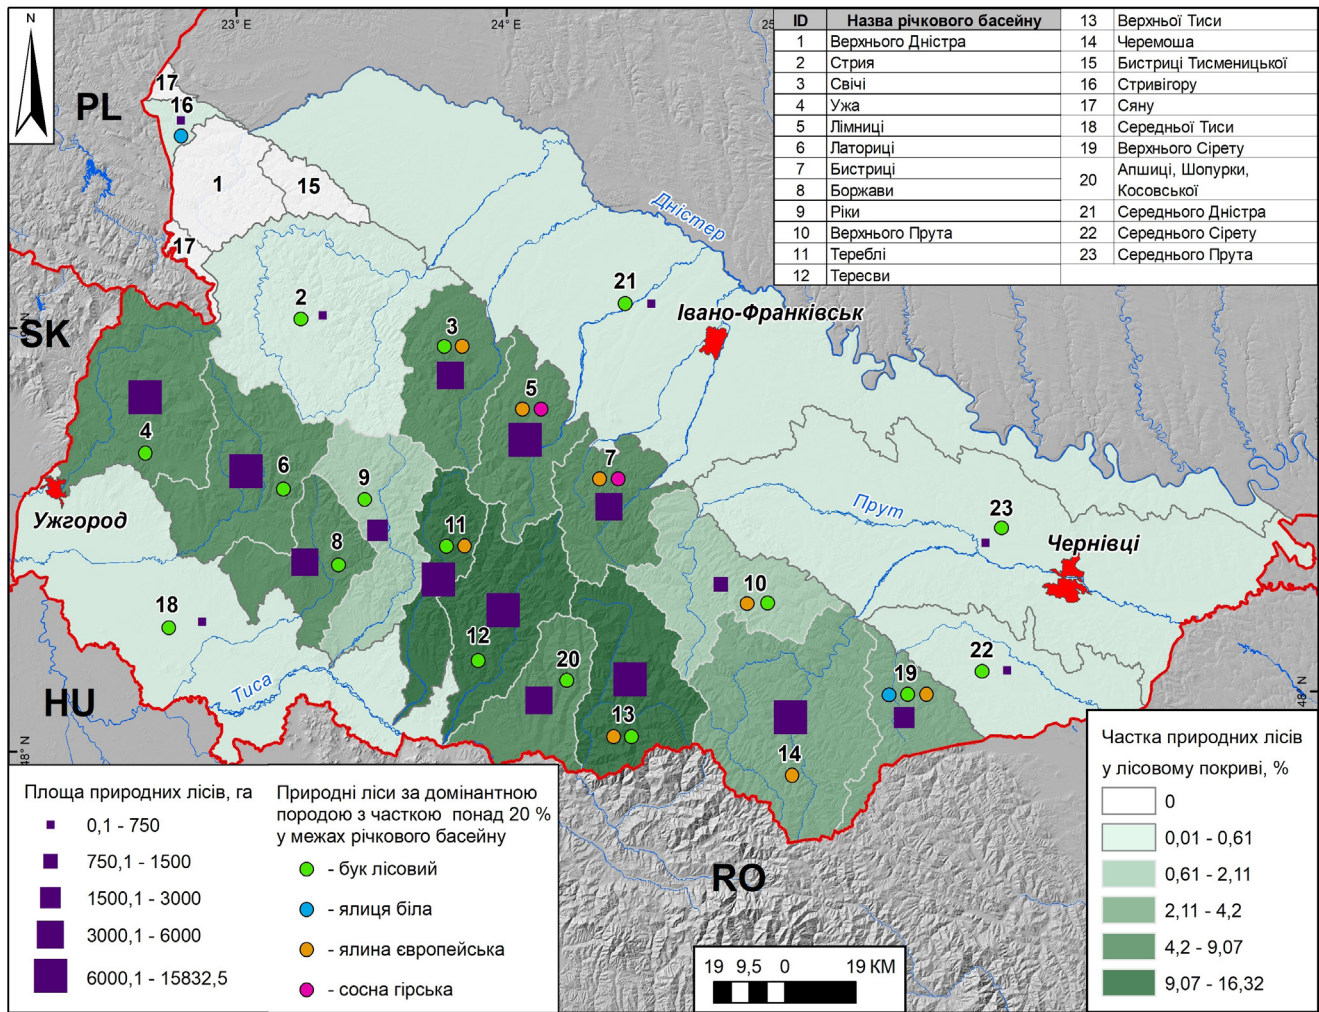 23° E
24° E
25
N
PL
SK
HU
RO
ID Назва річкового басейну
1 Верхнього Дністра
2 Стрия
3 Свічі
4 Ужа
5 Лімниці
6 Латориці
7 Бистриці
8 Боржави
9 Ріки
10 Верхнього Прута
11 Тереблі
12 Тересви
13 Верхньої Тиси
14 Черемоша
15 Бистриці Тисменицької
16 Стривігору
17 Сяну
18 Середньої Тиси
19 Верхнього Сірету
20 Апшиці, Шопурки,
Косовської
21 Середнього Дністра
22 Середнього Сірету
23 Середнього Прута
17
16
1
15
17
Дністер
2
21
Івано-Франківськ
3
5
4
6
9
7
Ужгород
Прут
23
Чернівці
11
8
10
18
12
20
22
19
Тиса
13
14
48° N
48° N
Площа природних лісів, га
0,1 - 750
750,1 - 1500
1500,1 - 3000
3000,1 - 6000
6000,1 - 15832,5
Природні ліси за домінантною
породою з часткою понад 20 %
у межах річкового басейну
- бук лісовий
- ялиця біла
- ялина європейська
- сосна гірська
19 9,5 0 19 КМ
Частка природних лісів
у лісовому покриві, %
0
0,01 - 0,61
0,61 - 2,11
2,11 - 4,2
4,2 - 9,07
9,07 - 16,32